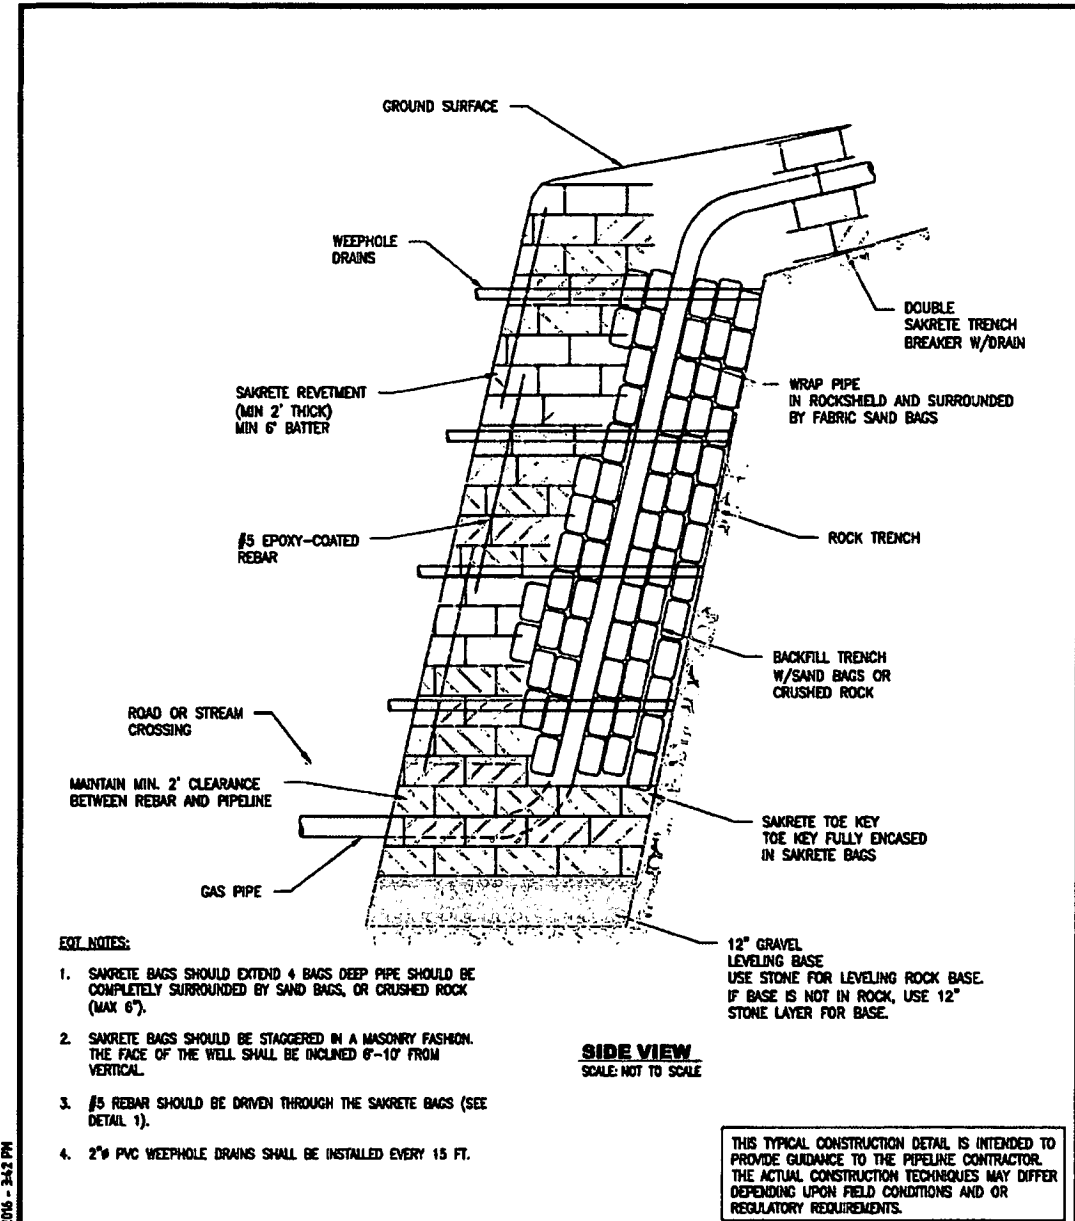 GROUND SURFACE
WEEPHOLE
DRAINS
DOUBLE
SAKRETE TRENCH
BREAKER W/DRAIN
SAKRETE REVETMENT
(MIN 2' THICK)
MIN 6" BATTER
WRAP PIPE
IN ROCKSHIELD AND SURROUNDED
BY FABRIC SAND BAGS
#5 EPOXY-COATED
REBAR
ROCK TRENCH
BACKFILL TRENCH
W/SAND BAGS OR
CRUSHED ROCK
ROAD OR STREAM
CROSSING
MAINTAIN MIN. 2' CLEARANCE
BETWEEN REBAR AND PIPELINE
SAKRETE TOE KEY
TOE KEY FULLY ENCASED
IN SAKRETE BAGS
GAS PIPE
12" GRAVEL
LEVELING BASE
USE STONE FOR LEVELING ROCK BASE.
IF BASE IS NOT IN ROCK, USE 12"
STONE LAYER FOR BASE.
EQT NOTES:
1. SAKRETE BAGS SHOULD EXTEND 4 BAGS DEEP PIPE SHOULD BE
COMPLETELY SURROUNDED BY SAND BAGS, OR CRUSHED ROCK
(MAX 6").
2. SAKRETE BAGS SHOULD BE STAGGERED IN A MASONRY FASHION.
THE FACE OF THE WELL SHALL BE INCLINED 6"-10" FROM
VERTICAL
3. #5 REBAR SHOULD BE DRIVEN THROUGH THE SAKRETE BAGS (SEE
DETAIL 1).
4. 2"ø PVC WEEPHOLE DRAINS SHALL BE INSTALLED EVERY 15 FT.
SIDE VIEW
SCALE: NOT TO SCALE
THIS TYPICAL CONSTRUCTION DETAIL IS INTENDED TO
PROVIDE GUIDANCE TO THE PIPELINE CONTRACTOR.
THE ACTUAL CONSTRUCTION TECHNIQUES MAY DIFFER
DEPENDING UPON FIELD CONDITIONS AND OR
REGULATORY REQUIREMENTS.
2016 - 3:42 PM